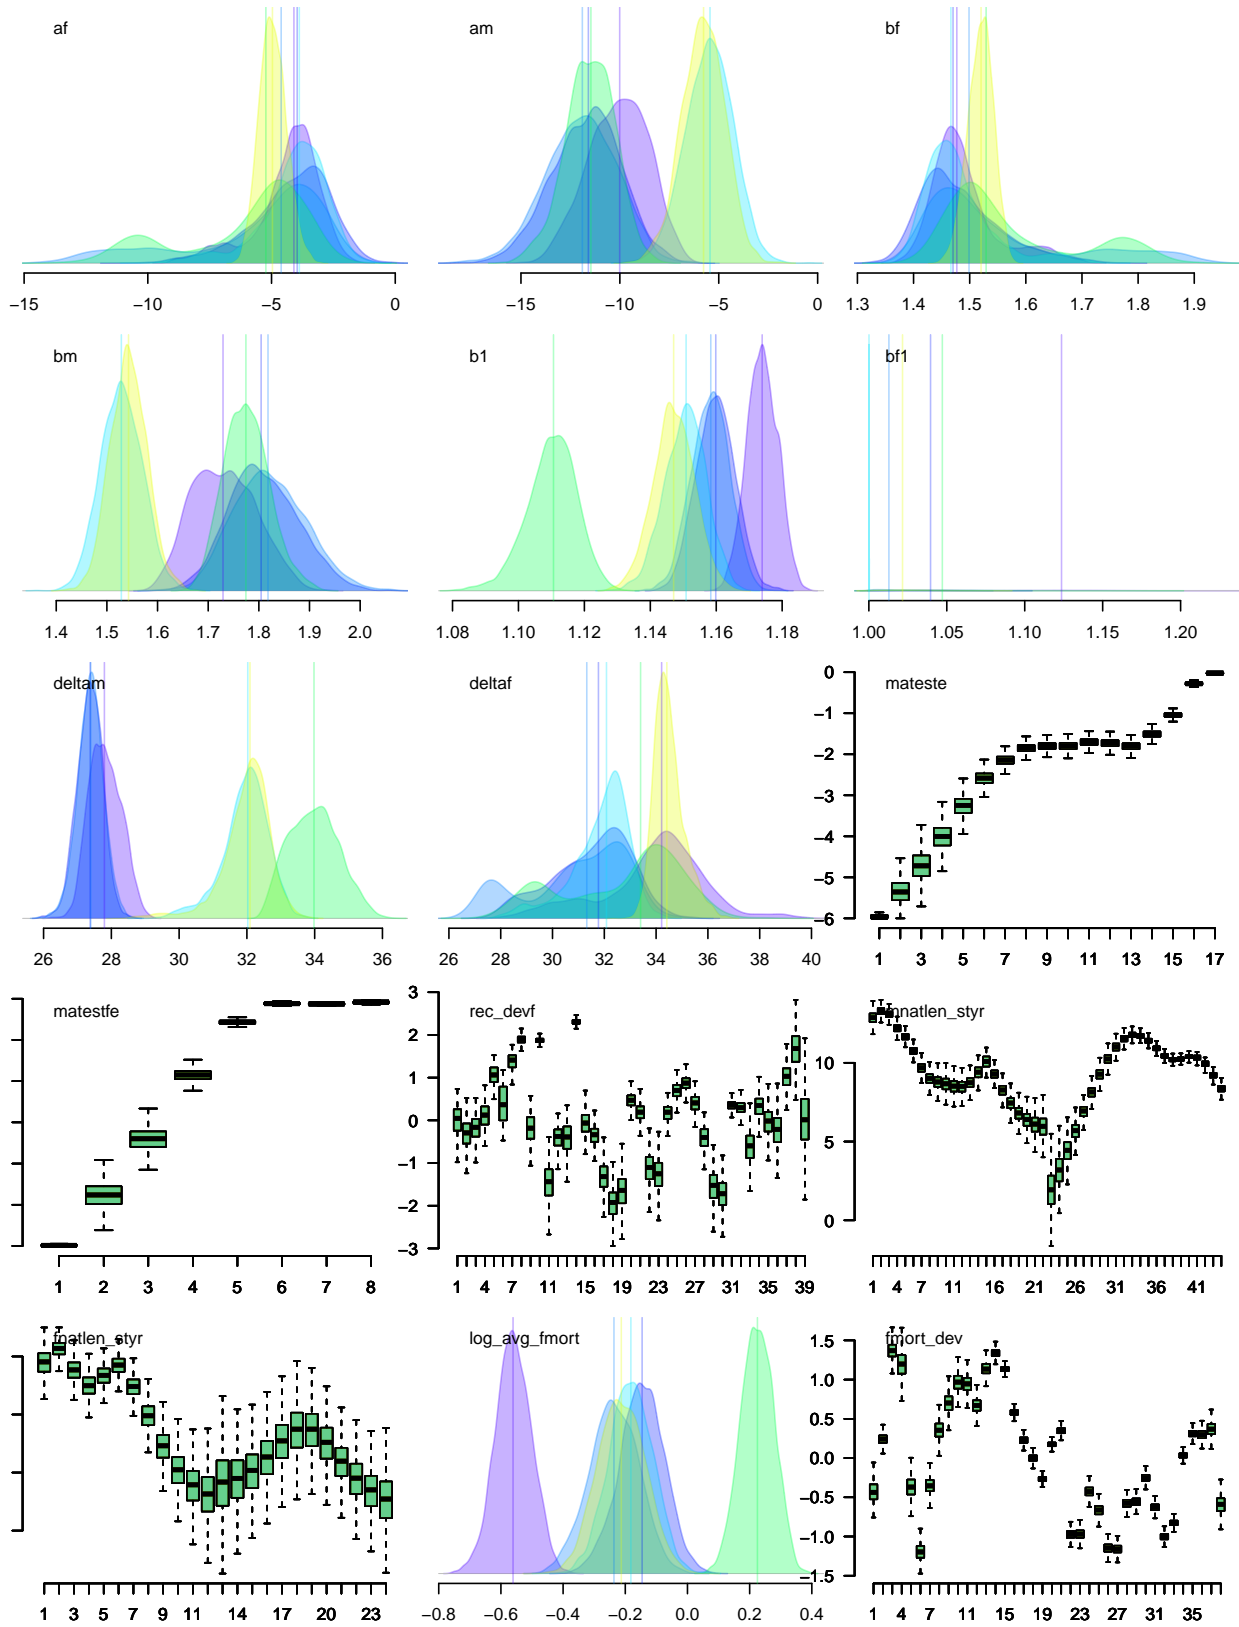 af am bf
−15 −10 −5 0 −15 −10 −5 0 1.3 1.4 1.5 1.6 1.7 1.8 1.9
bm b1 bf1
1.4 1.5 1.6 1.7 1.8 1.9 2.0 1.08 1.10 1.12 1.14 1.16 1.18 1.00 1.05 1.10 1.15 1.20
deltam deltaf mateste
0
−1
−2
−3
−4
−5
−6
26 28 30 32 34 36 26 28 30 32 34 36 38 40 1 3 5 7 9 11 13 15 17
matestfe rec_devf mnatlen_styr
3
2
1
0
−1
−2
−3
10
5
0
1 2 3 4 5 6 7 8 1 4 7 11 15 19 23 27 31 35 39 1 4 7 11 16 21 26 31 36 41
fnatlen_styr log_avg_fmort fmort_dev
1.5
1.0
0.5
0.0
−0.5
−1.0
−1.5
1 3 5 7 9 11 14 17 20 23 −0.8 −0.6 −0.4 −0.2 0.0 0.2 0.4 1 4 7 11 15 19 23 27 31 35